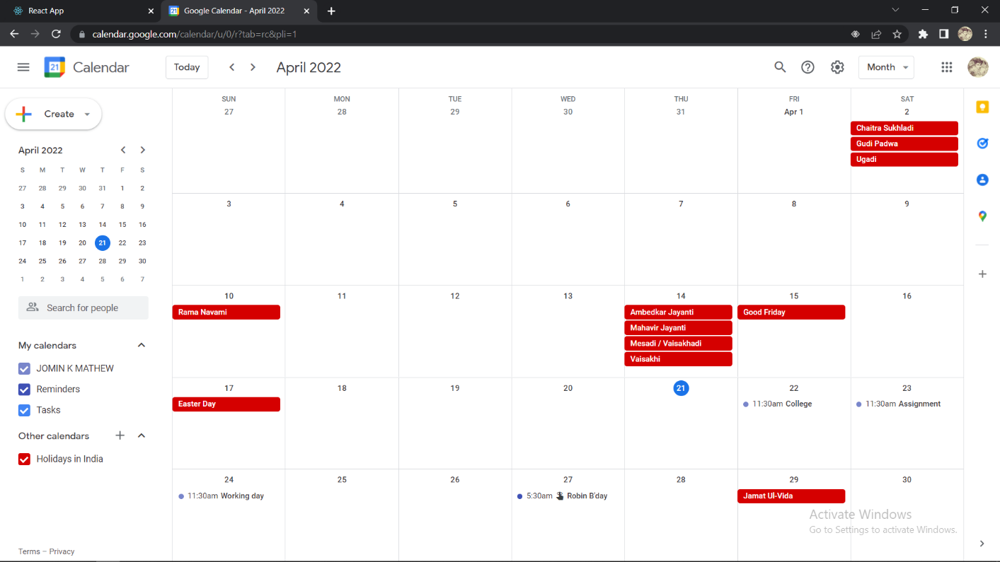 React App
Google Calendar - April 2022
calendar.google.com/calendar/u/0/r?tab=rc&pli=1
21 Calendar
Today
April 2022
Month
Create
April 2022
S M T W T F S
27 28 29 30 31 1 2
3 4 5 6 7 8 9
10 11 12 13 14 15 16
17 18 19 20 21 22 23
24 25 26 27 28 29 30
1 2 3 4 5 6 7
Search for people
My calendars
JOMIN K MATHEW
Reminders
Tasks
Other calendars
Holidays in India
Terms – Privacy
SUN MON TUE WED THU FRI SAT
27 28 29 30 31 Apr 1 2
Chaitra Sukhladi
Gudi Padwa
Ugadi
3 4 5 6 7 8 9
10 11 12 13 14 15 16
Rama Navami
Ambedkar Jayanti
Mahavir Jayanti
Mesadi / Vaisakhadi
Vaisakhi
Good Friday
17 18 19 20 21 22 23
Easter Day
11:30am College
11:30am Assignment
24 25 26 27 28 29 30
11:30am Working day
5:30am Robin B'day
Jamat Ul-Vida
Activate Windows
Go to Settings to activate Windows.